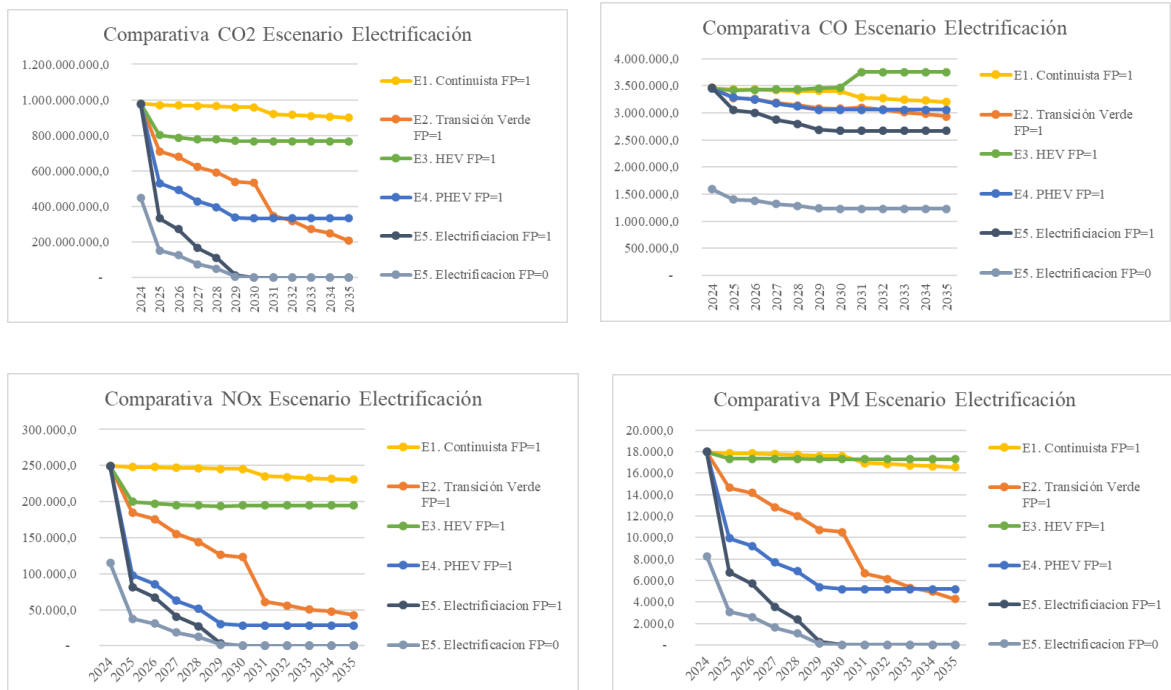 Comparativa CO2 Escenario Electrificación
1.200.000.000,0
1.000.000.000,0
800.000.000,0
600.000.000,0
400.000.000,0
200.000.000,0
-
2024 2025 2026 2027 2028 2029 2030 2031 2032 2033 2034 2035
E1. Continuista FP=1
E2. Transición Verde
FP=1
E3. HEV FP=1
E4. PHEV FP=1
E5. Electrificiacion FP=1
E5. Electrificacion FP=0
Comparativa CO Escenario Electrificación
4.000.000,0
3.500.000,0
3.000.000,0
2.500.000,0
2.000.000,0
1.500.000,0
1.000.000,0
500.000,0
-
2024 2025 2026 2027 2028 2029 2030 2031 2032 2033 2034 2035
E1. Continuista FP=1
E2. Transición Verde
FP=1
E3. HEV FP=1
E4. PHEV FP=1
E5. Electrificiacion FP=1
E5. Electrificacion FP=0
Comparativa NOx Escenario Electrificación
300.000,0
250.000,0
200.000,0
150.000,0
100.000,0
50.000,0
-
2024 2025 2026 2027 2028 2029 2030 2031 2032 2033 2034 2035
E1. Continuista FP=1
E2. Transición Verde
FP=1
E3. HEV FP=1
E4. PHEV FP=1
E5. Electrificiacion FP=1
E5. Electrificacion FP=0
Comparativa PM Escenario Electrificación
20.000,0
18.000,0
16.000,0
14.000,0
12.000,0
10.000,0
8.000,0
6.000,0
4.000,0
2.000,0
-
2024 2025 2026 2027 2028 2029 2030 2031 2032 2033 2034 2035
E1. Continuista FP=1
E2. Transición Verde
FP=1
E3. HEV FP=1
E4. PHEV FP=1
E5. Electrificiacion FP=1
E5. Electrificacion FP=0